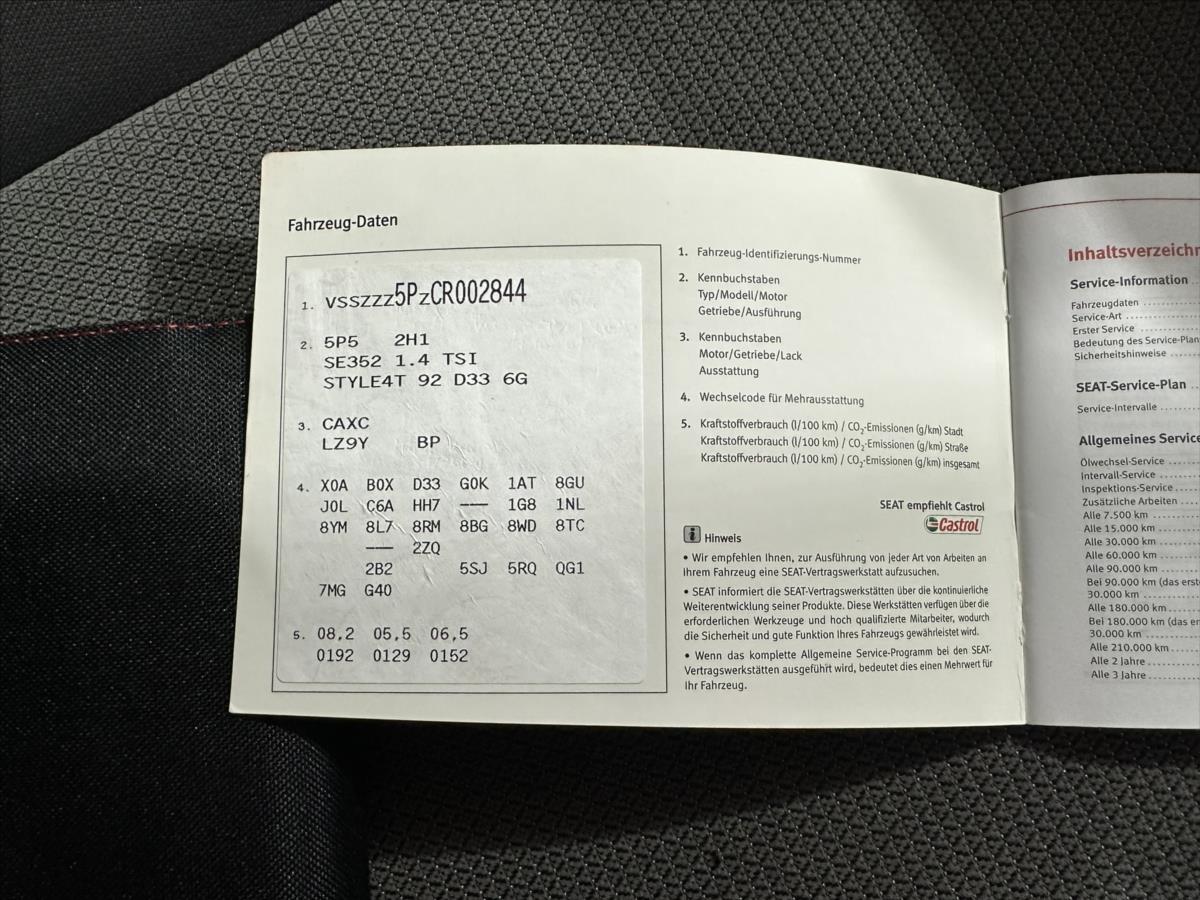 Fahrzeug-Daten
1. VSSZZZ5PZCR002844
2. 5P5 2H1
SE352 1.4 TSI
STYLE4T 92 D33 6G
3. CAXC
LZ9Y BP
4. X0A B0X D33 G0K 1AT 8GU
J0L C6A HH7 --- 1G8 1NL
8YM 8L7 8RM 8BG 8WD 8TC
--- 2ZQ
2B2 5SJ 5RQ QG1
7MG G40
5. 08,2 05,5 06,5
0192 0129 0152
1. Fahrzeug-Identifizierungs-Nummer
2. Kennbuchstaben
Typ/Modell/Motor
Getriebe/Ausführung
3. Kennbuchstaben
Motor/Getriebe/Lack
Ausstattung
4. Wechselcode für Mehrausstattung
5. Kraftstoffverbrauch (l/100 km) / CO₂-Emissionen (g/km) Stadt
Kraftstoffverbrauch (l/100 km) / CO₂-Emissionen (g/km) Straße
Kraftstoffverbrauch (l/100 km) / CO₂-Emissionen (g/km) insgesamt
SEAT empfiehlt Castrol
Castrol
i Hinweis
• Wir empfehlen Ihnen, zur Ausführung von jeder Art von Arbeiten an
Ihrem Fahrzeug eine SEAT-Vertragswerkstatt aufzusuchen.
• SEAT informiert die SEAT-Vertragswerkstätten über die kontinuierliche
Weiterentwicklung seiner Produkte. Diese Werkstätten verfügen über die
erforderlichen Werkzeuge und hoch qualifizierte Mitarbeiter, wodurch
die Sicherheit und gute Funktion Ihres Fahrzeugs gewährleistet wird.
• Wenn das komplette Allgemeine Service-Programm bei den SEAT-
Vertragswerkstätten ausgeführt wird, bedeutet dies einen Mehrwert für
Ihr Fahrzeug.
Inhaltsverzeichn
Service-Information
Fahrzeugdaten
Service-Art
Erster Service
Bedeutung des Service-Plan
Sicherheitshinweise
SEAT-Service-Plan
Service-Intervalle
Allgemeines Service
Ölwechsel-Service
Intervall-Service
Inspektions-Service
Zusätzliche Arbeiten
Alle 7.500 km
Alle 15.000 km
Alle 30.000 km
Alle 60.000 km
Alle 90.000 km
Bei 90.000 km (das erst
30.000 km
Alle 180.000 km
Bei 180.000 km (das er
30.000 km
Alle 210.000 km
Alle 2 Jahre
Alle 3 Jahre